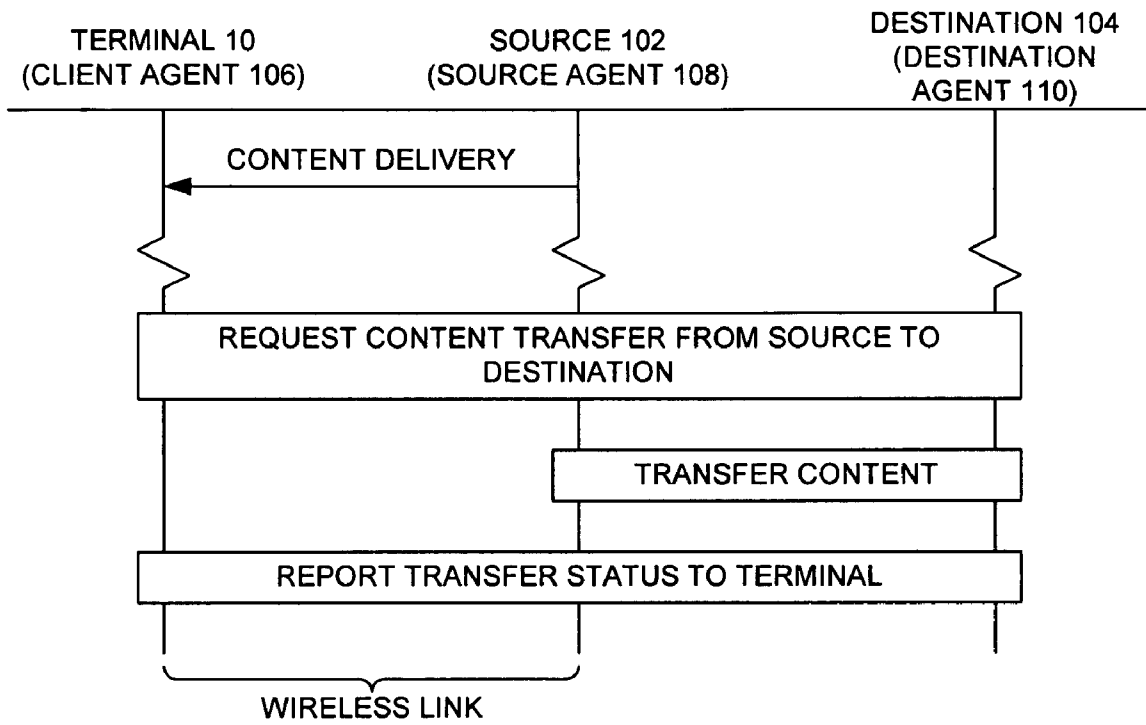 TERMINAL 10
(CLIENT AGENT 106)
SOURCE 102
(SOURCE AGENT 108)
DESTINATION 104
(DESTINATION
AGENT 110)
CONTENT DELIVERY
REQUEST CONTENT TRANSFER FROM SOURCE TO
DESTINATION
TRANSFER CONTENT
REPORT TRANSFER STATUS TO TERMINAL
WIRELESS LINK